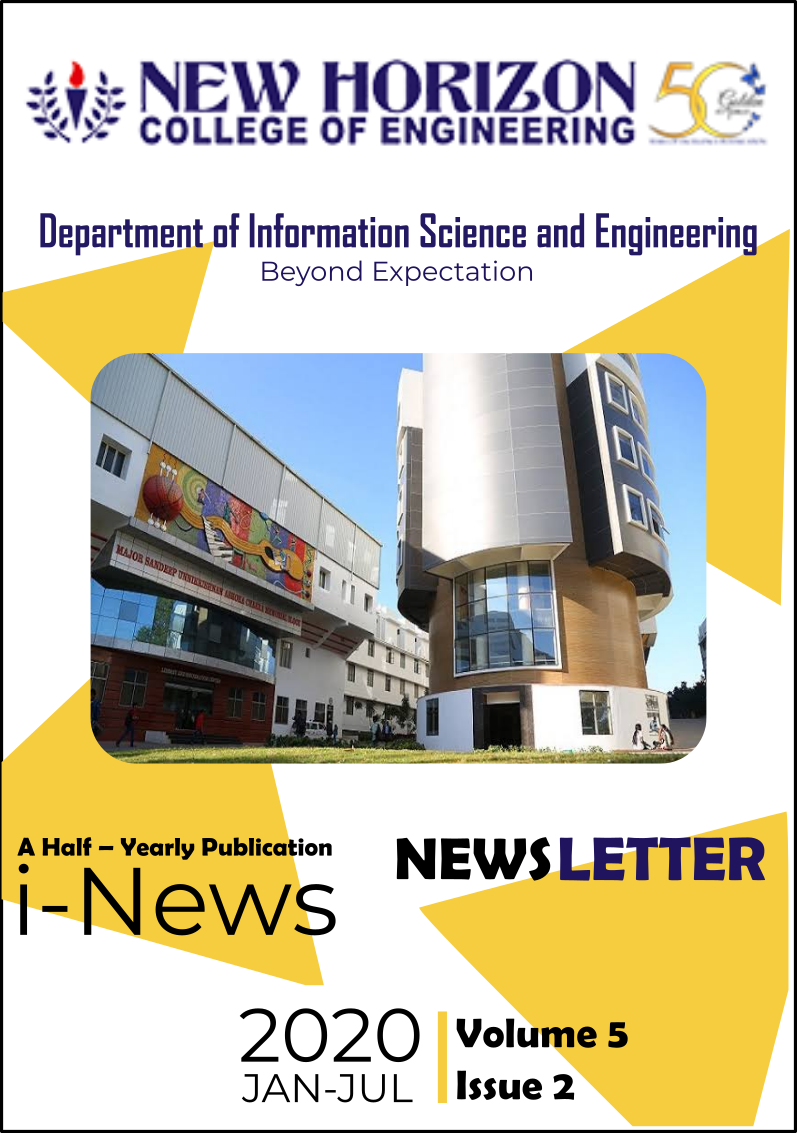 NEW HORIZON
COLLEGE OF ENGINEERING
50
Golden
Department of Information Science and Engineering
Beyond Expectation
MAJOR SANDEEP UNNIKRISHNAN ASHOKA CHAKRA MEMORIAL BLOCK
A Half – Yearly Publication
i-News
NEWSLETTER
2020
JAN-JUL
Volume 5
Issue 2